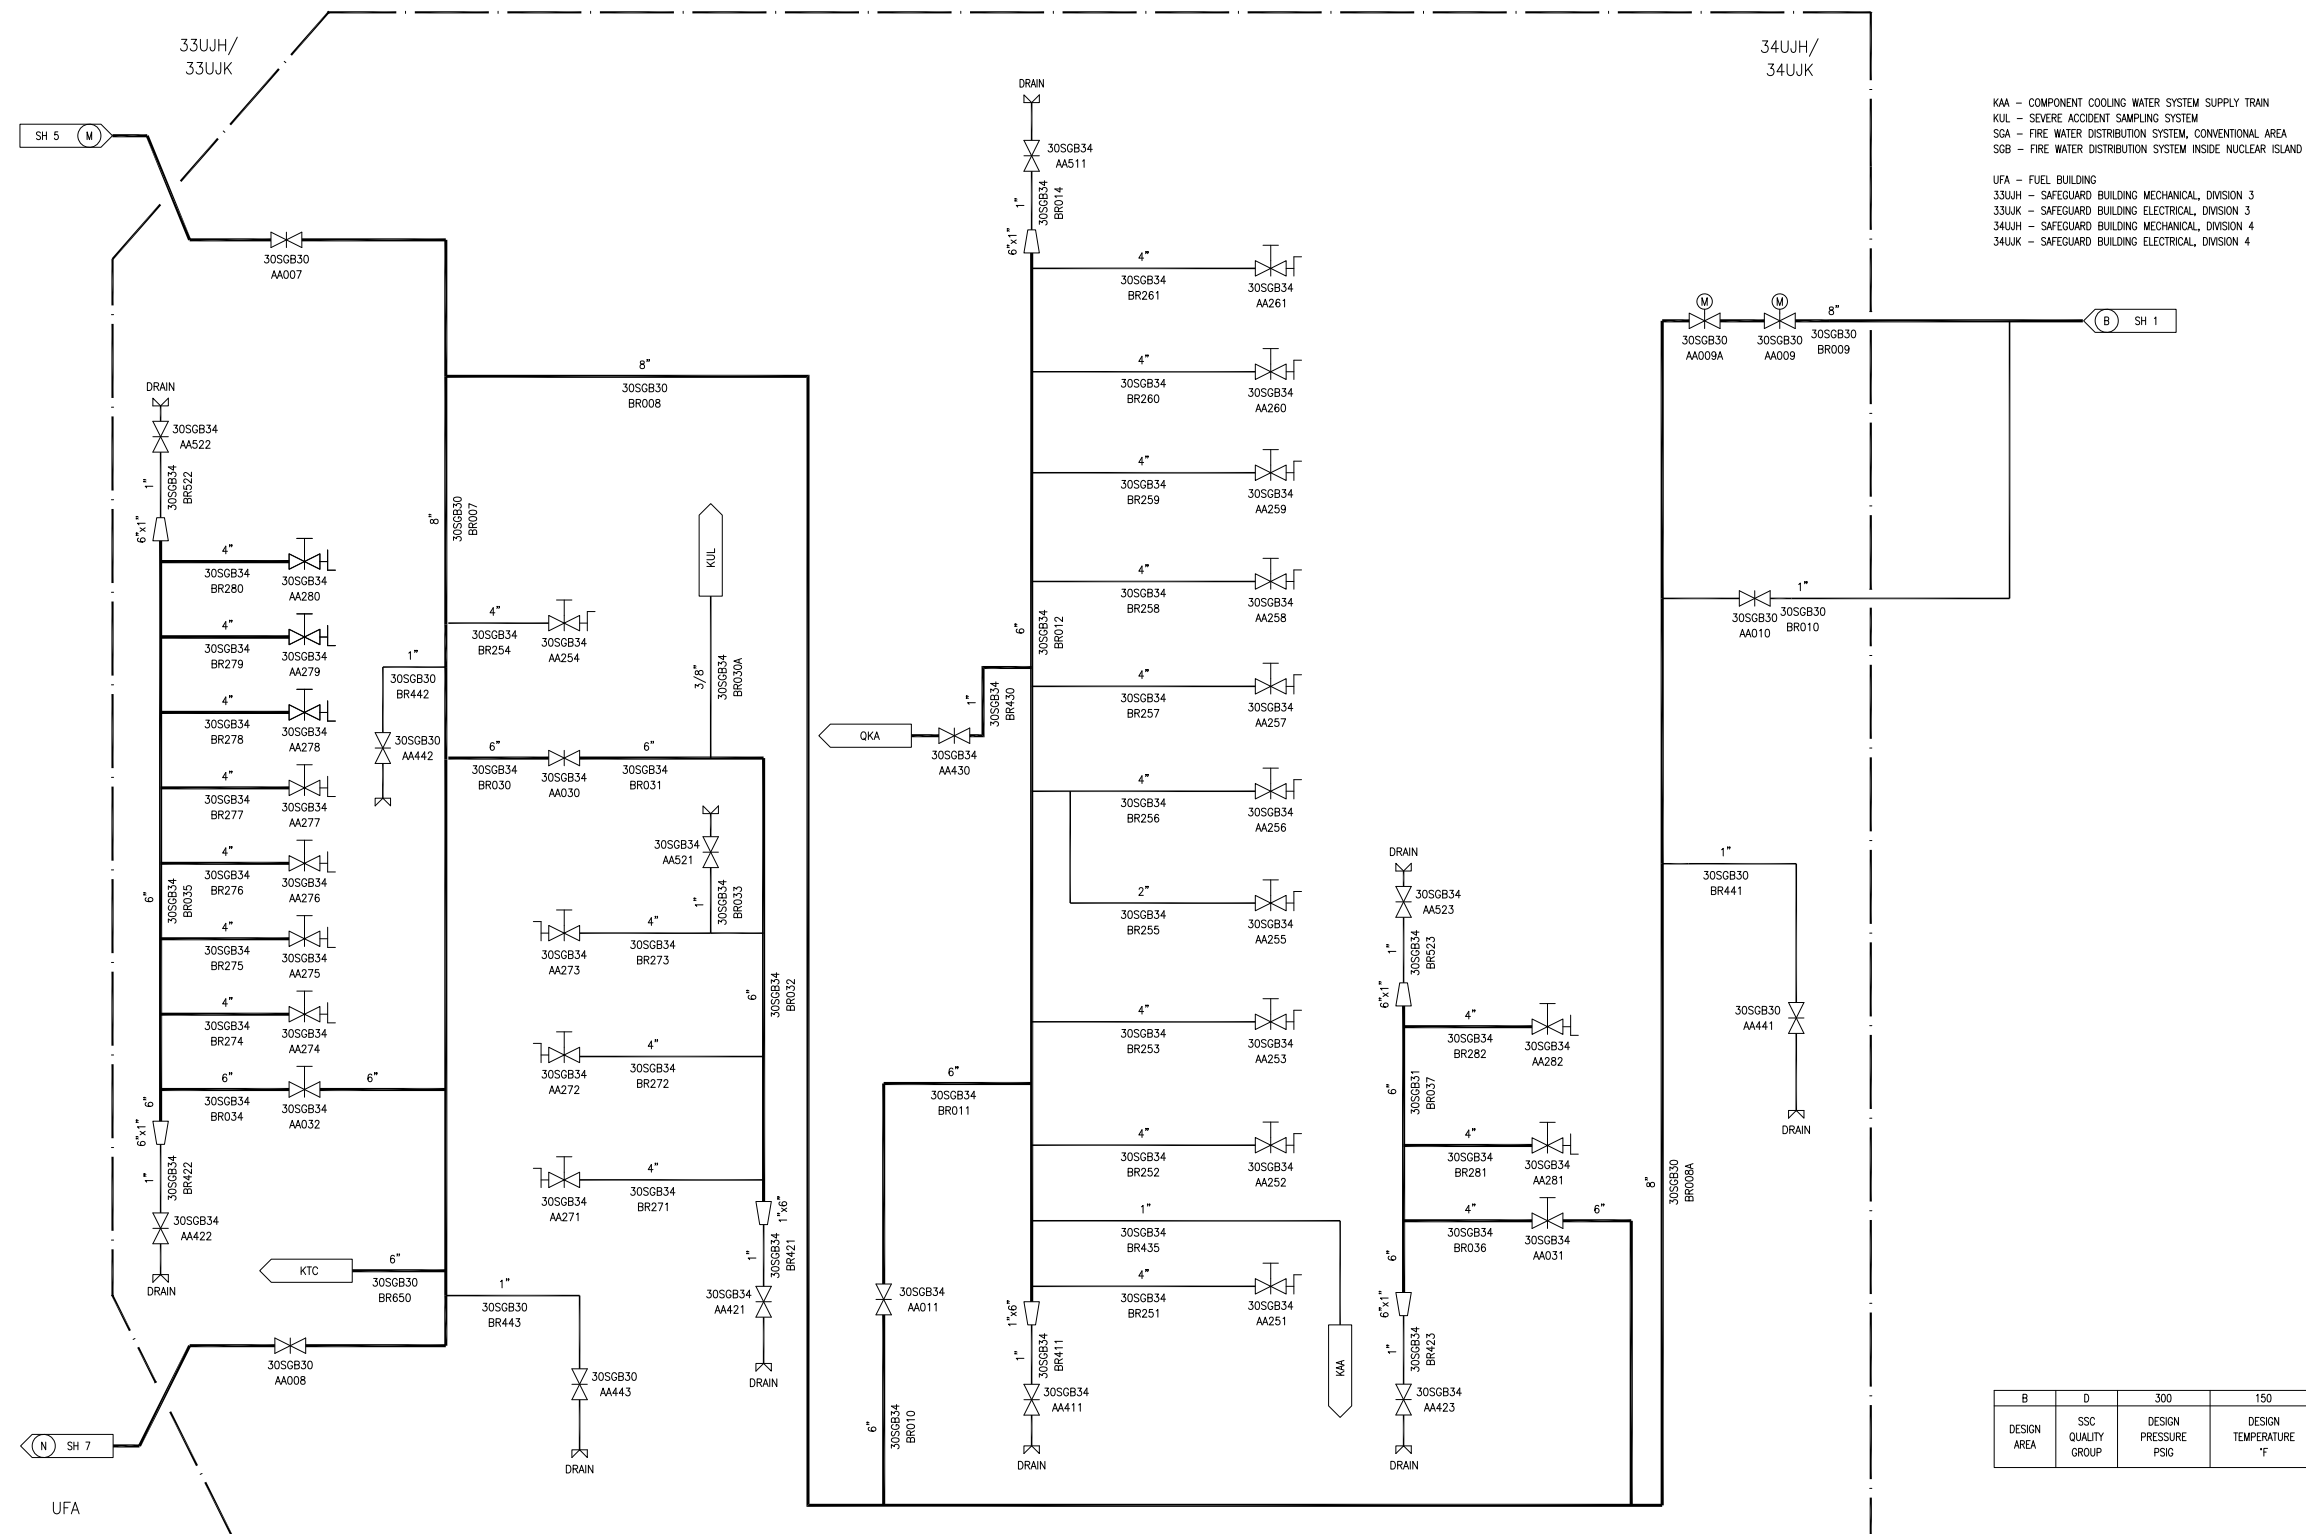 33UJH/
33UJK
34UJH/
34UJK
KAA – COMPONENT COOLING WATER SYSTEM SUPPLY TRAIN
KUL – SEVERE ACCIDENT SAMPLING SYSTEM
SGA – FIRE WATER DISTRIBUTION SYSTEM, CONVENTIONAL AREA
SGB – FIRE WATER DISTRIBUTION SYSTEM INSIDE NUCLEAR ISLAND
UFA – FUEL BUILDING
33UJH – SAFEGUARD BUILDING MECHANICAL, DIVISION 3
33UJK – SAFEGUARD BUILDING ELECTRICAL, DIVISION 3
34UJH – SAFEGUARD BUILDING MECHANICAL, DIVISION 4
34UJK – SAFEGUARD BUILDING ELECTRICAL, DIVISION 4
SH 5 M
30SGB30
AA007
8"
30SGB30
BR008
8"
30SGB30
BR007
DRAIN
30SGB34
AA522
1"
30SGB34
BR522
6"x1"
4"
30SGB34
BR280
30SGB34
AA280
4"
30SGB34
BR279
30SGB34
AA279
4"
30SGB34
BR278
30SGB34
AA278
4"
30SGB34
BR277
30SGB34
AA277
4"
30SGB34
BR276
30SGB34
AA276
6"
30SGB34
BR035
4"
30SGB34
BR275
30SGB34
AA275
4"
30SGB34
BR274
30SGB34
AA274
6"
6"
30SGB34
BR034
30SGB34
AA032
6"
6"x1"
1"
30SGB34
BR422
30SGB34
AA422
DRAIN
KTC
6"
30SGB30
BR650
1"
30SGB30
BR443
30SGB30
AA443
DRAIN
30SGB30
AA008
N SH 7
UFA
1"
30SGB30
BR442
30SGB30
AA442
4"
30SGB34
BR254
30SGB34
AA254
KUL
3/8"
30SGB34
BR030A
6"
30SGB34
BR030
30SGB34
AA030
6"
30SGB34
BR031
30SGB34
AA521
1"
30SGB34
BR033
4"
30SGB34
BR273
30SGB34
AA273
6"
30SGB34
BR032
4"
30SGB34
BR272
30SGB34
AA272
4"
30SGB34
BR271
30SGB34
AA271
1"x6"
1"
30SGB34
BR421
30SGB34
AA421
DRAIN
DRAIN
30SGB34
AA511
1"
30SGB34
BR014
6"x1"
4"
30SGB34
BR261
30SGB34
AA261
4"
30SGB34
BR260
30SGB34
AA260
4"
30SGB34
BR259
30SGB34
AA259
4"
30SGB34
BR258
30SGB34
AA258
6"
30SGB34
BR012
4"
30SGB34
BR257
30SGB34
AA257
QKA
1"
30SGB34
BR430
30SGB34
AA430
4"
30SGB34
BR256
30SGB34
AA256
2"
30SGB34
BR255
30SGB34
AA255
4"
30SGB34
BR253
30SGB34
AA253
6"
30SGB34
BR011
4"
30SGB34
BR252
30SGB34
AA252
1"
30SGB34
BR435
KAA
4"
30SGB34
BR251
30SGB34
AA251
30SGB34
AA011
6"
30SGB34
BR010
1"x6"
1"
30SGB34
BR411
30SGB34
AA411
DRAIN
DRAIN
30SGB34
AA523
1"
30SGB34
BR523
6"x1"
4"
30SGB34
BR282
30SGB34
AA282
6"
30SGB31
BR037
4"
30SGB34
BR281
30SGB34
AA281
4"
6"
30SGB34
BR036
30SGB34
AA031
6"
6"x1"
1"
30SGB34
BR423
30SGB34
AA423
DRAIN
M
M
30SGB30
AA009A
30SGB30
AA009
8"
30SGB30
BR009
B SH 1
1"
30SGB30
AA010
30SGB30
BR010
1"
30SGB30
BR441
30SGB30
AA441
DRAIN
8"
30SGB30
BR008A
B D 300 150
DESIGN AREA
SSC QUALITY GROUP
DESIGN PRESSURE PSIG
DESIGN TEMPERATURE °F